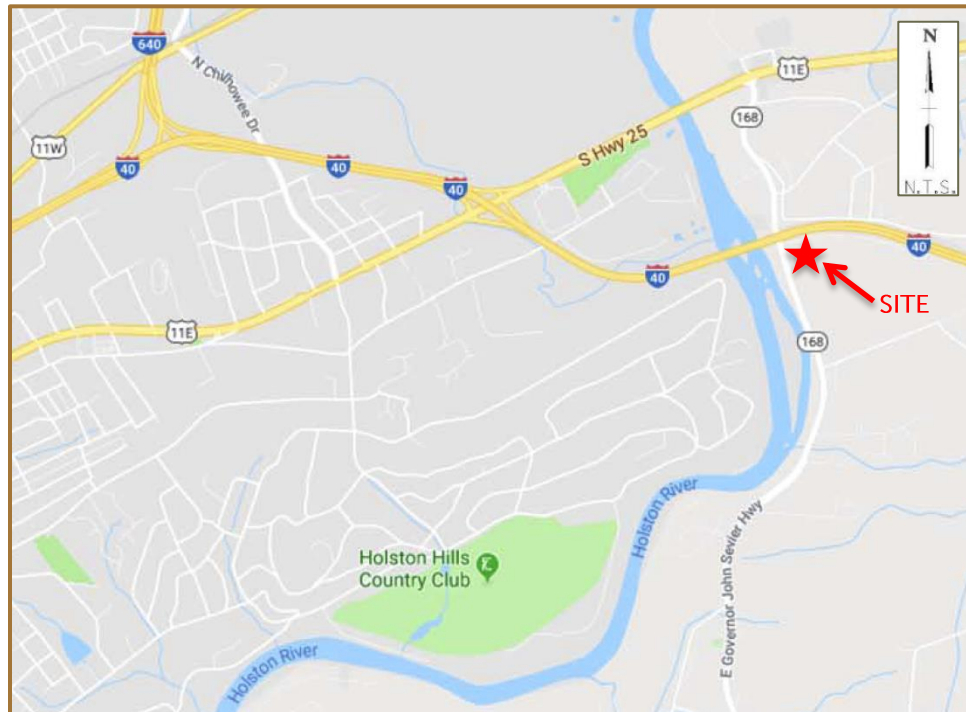 640
N Chilhowee Dr
11E
N
168
11W
S Hwy 25
40
40
40
N.T.S.
40
40
SITE
11E
168
Holston River
E Governor John Sevier Hwy
Holston Hills
Country Club
Holston River